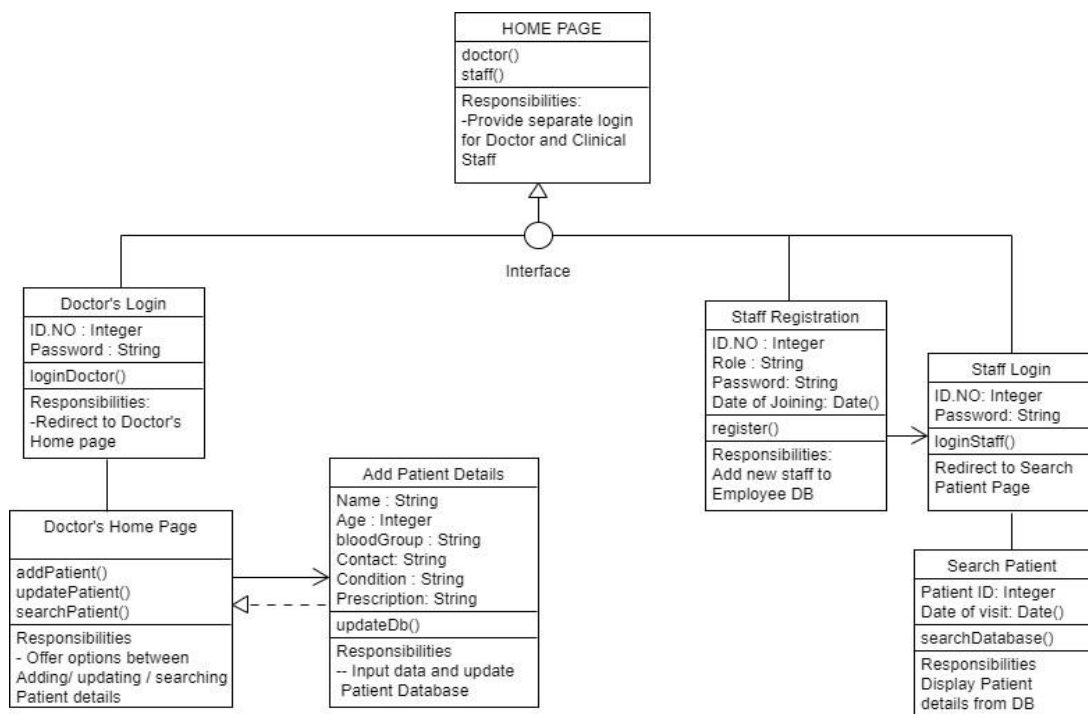 HOME PAGE
doctor()
staff()
Responsibilities:
-Provide separate login
for Doctor and Clinical
Staff
Interface
Doctor's Login
ID.NO : Integer
Password : String
loginDoctor()
Responsibilities:
-Redirect to Doctor's
Home page
Doctor's Home Page
addPatient()
updatePatient()
searchPatient()
Responsibilities
- Offer options between
Adding/ updating / searching
Patient details
Add Patient Details
Name : String
Age : Integer
bloodGroup : String
Contact: String
Condition : String
Prescription: String
updateDb()
Responsibilities
-- Input data and update
Patient Database
Staff Registration
ID.NO : Integer
Role : String
Password: String
Date of Joining: Date()
register()
Responsibilities:
Add new staff to
Employee DB
Staff Login
ID.NO: Integer
Password: String
loginStaff()
Redirect to Search
Patient Page
Search Patient
Patient ID: Integer
Date of visit: Date()
searchDatabase()
Responsibilities
Display Patient
details from DB